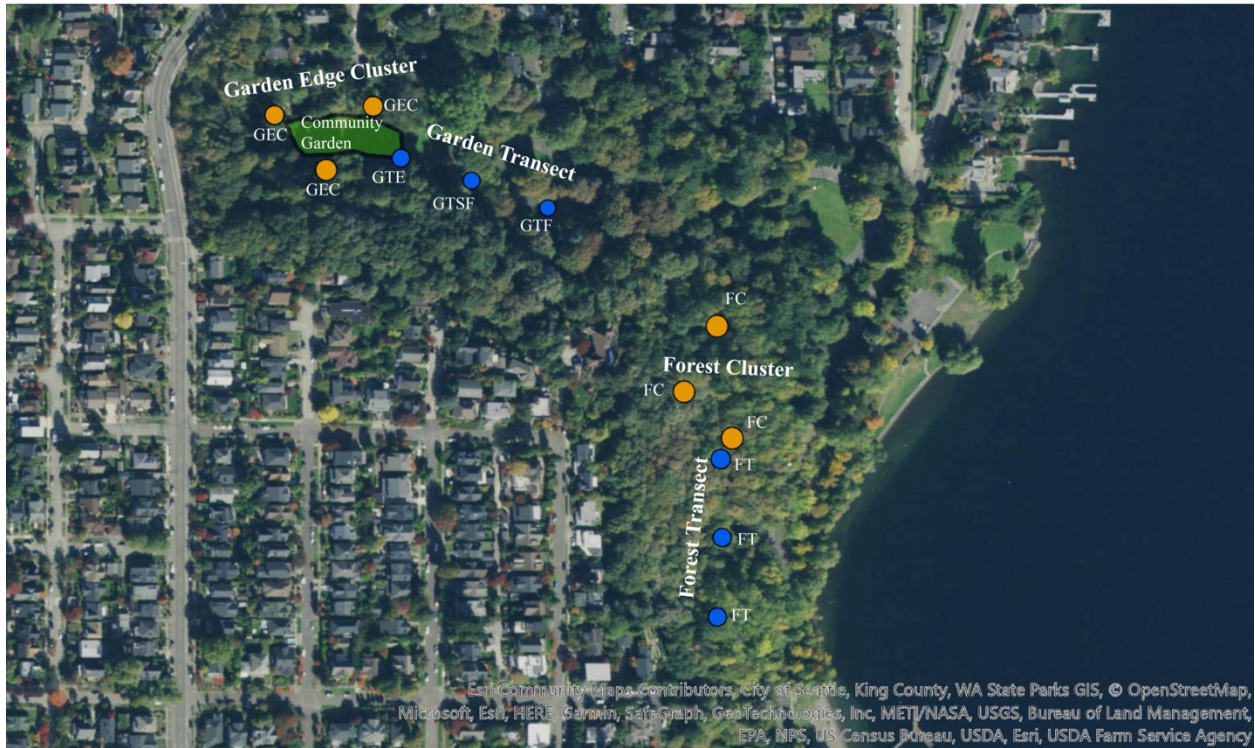 Garden Edge Cluster
GEC
GEC
Community
Garden
GEC
Garden Transect
GTE
GTSF
GTF
FC
Forest Cluster
FC
FC
FT
Forest Transect
FT
FT
Esri Community Maps Contributors, City of Seattle, King County, WA State Parks GIS, © OpenStreetMap,
Microsoft, Esri, HERE, Garmin, SafeGraph, GeoTechnologies, Inc, METI/NASA, USGS, Bureau of Land Management,
EPA, NPS, US Census Bureau, USDA, Esri, USDA Farm Service Agency